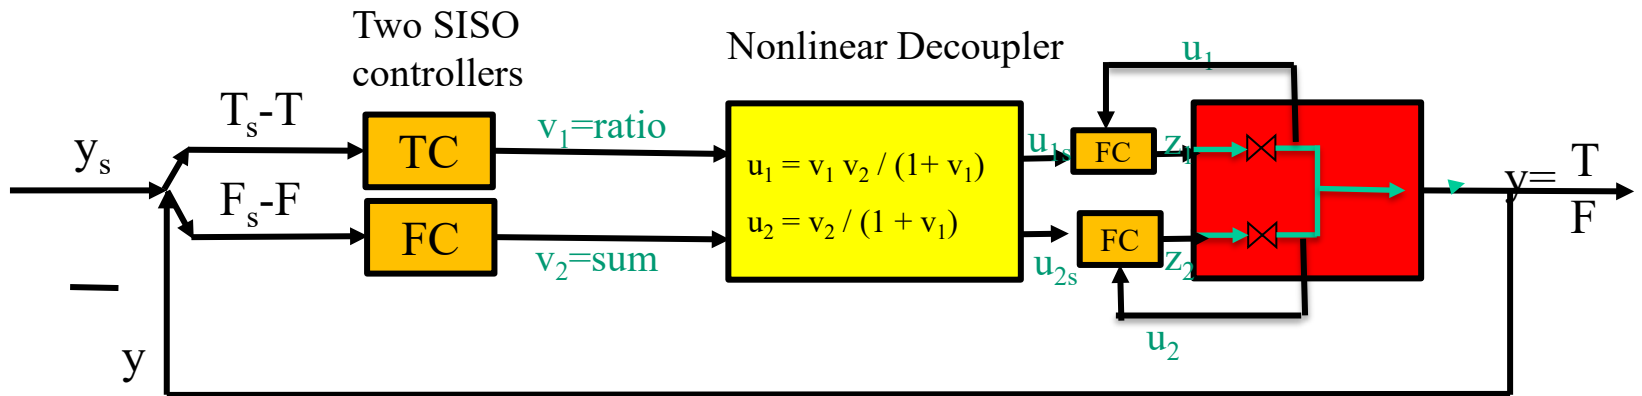 Two SISO
controllers
Nonlinear Decoupler
u1
Ts-T
TC
v1=ratio
u1s
FC
z1
ys
u1 = v1 v2 / (1+ v1)
y=
T
F
Fs-F
FC
v2=sum
u2 = v2 / (1 + v1)
u2s
FC
z2
u2
y